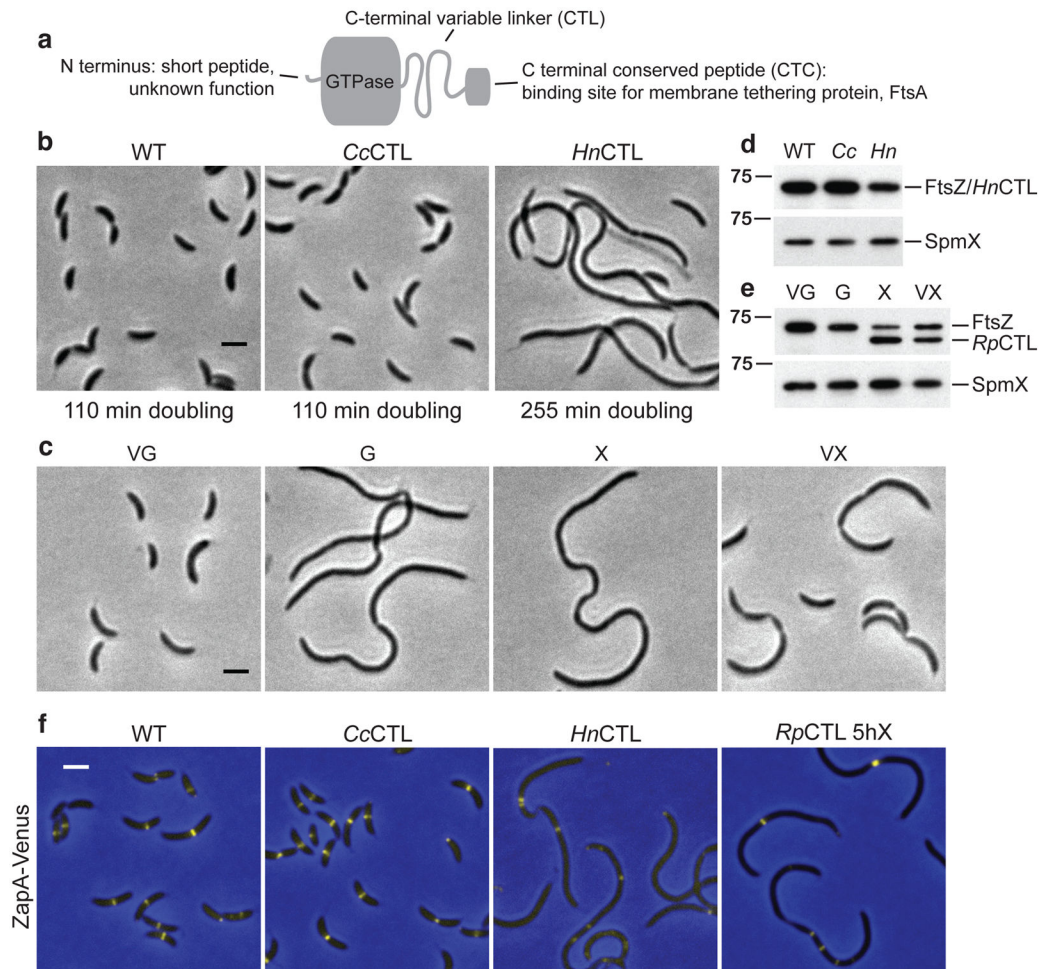 a
C-terminal variable linker (CTL)
N terminus: short peptide,
unknown function
GTPase
C terminal conserved peptide (CTC):
binding site for membrane tethering protein, FtsA
b
WT
CcCTL
HnCTL
110 min doubling
110 min doubling
255 min doubling
c
VG
G
X
VX
d
WT Cc Hn
75
FtsZ/HnCTL
75
SpmX
e
VG G X VX
75
FtsZ
RpCTL
75
SpmX
f
WT
CcCTL
HnCTL
RpCTL 5hX
ZapA-Venus